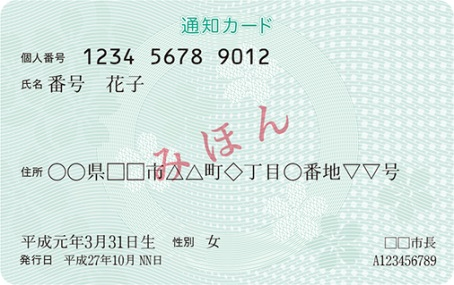 通知カード
個人番号 1234 5678 9012
氏名 番号 花子
みほん
住所 ○○県□□市△△町◇丁目○番地▽▽号
平成元年3月31日生 性別 女 □□市長
発行日 平成27年10月NN日 A123456789